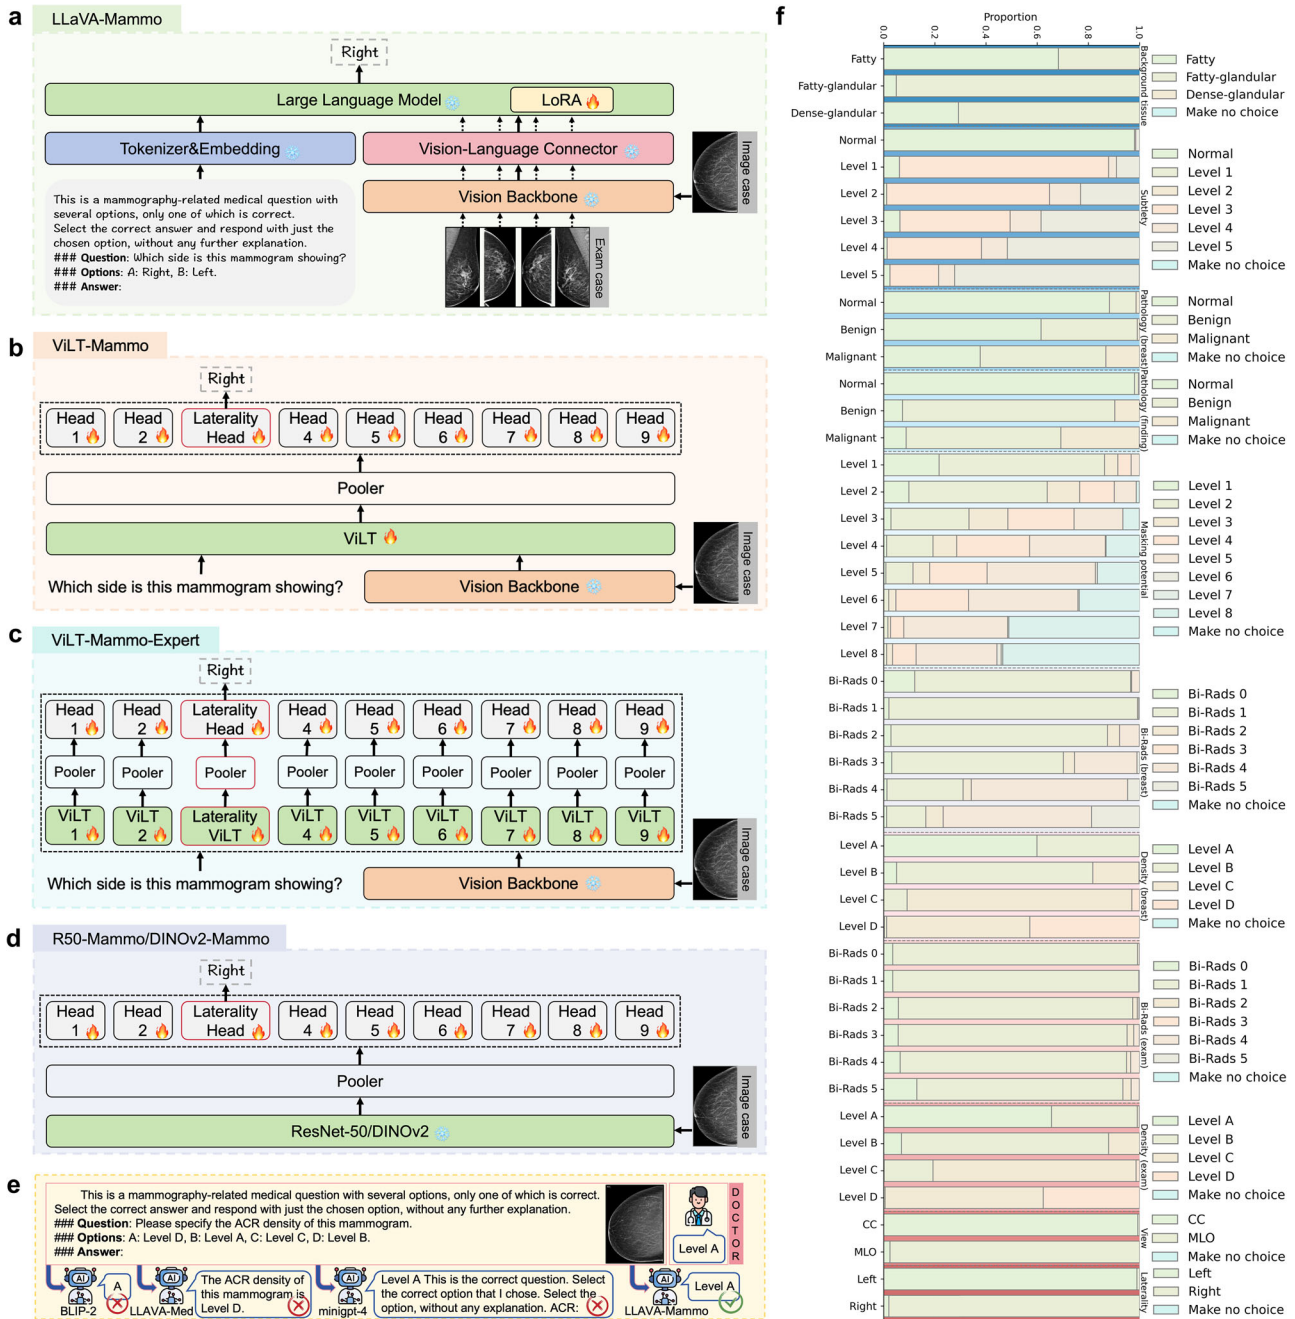 a LLaVA-Mammo
Right
Large Language Model LoRA
Tokenizer&Embedding Vision-Language Connector
Vision Backbone
Image case
This is a mammography-related medical question with
several options, only one of which is correct.
Select the correct answer and respond with just the
chosen option, without any further explanation.
### Question: Which side is this mammogram showing?
### Options: A: Right, B: Left.
### Answer:
Exam case
b ViLT-Mammo
Right
Head 1 Head 2 Laterality Head Head 4 Head 5 Head 6 Head 7 Head 8 Head 9
Pooler
ViLT
Which side is this mammogram showing? Vision Backbone
Image case
c ViLT-Mammo-Expert
Right
Head 1 Head 2 Laterality Head Head 4 Head 5 Head 6 Head 7 Head 8 Head 9
Pooler Pooler Pooler Pooler Pooler Pooler Pooler Pooler Pooler
ViLT 1 ViLT 2 Laterality ViLT ViLT 4 ViLT 5 ViLT 6 ViLT 7 ViLT 8 ViLT 9
Which side is this mammogram showing? Vision Backbone
Image case
d R50-Mammo/DINOv2-Mammo
Right
Head 1 Head 2 Laterality Head Head 4 Head 5 Head 6 Head 7 Head 8 Head 9
Pooler
ResNet-50/DINOv2
Image case
e
This is a mammography-related medical question with several options, only one of which is correct.
Select the correct answer and respond with just the chosen option, without any further explanation.
### Question: Please specify the ACR density of this mammogram.
### Options: A: Level D, B: Level A, C: Level C, D: Level B.
### Answer:
Level A
DOCTOR
AI
A
BLIP-2
AI
The ACR density of
this mammogram is
Level D.
LLAVA-Med
AI
Level A This is the correct question. Select
the correct option that I chose. Select the
option, without any explanation. ACR:
minigpt-4
AI
Level A
LLAVA-Mammo
f
Proportion
0.0 0.2 0.4 0.6 0.8 1.0
Background tissue
Fatty
Fatty-glandular
Dense-glandular
Fatty
Fatty-glandular
Dense-glandular
Make no choice
Subtlety
Normal
Level 1
Level 2
Level 3
Level 4
Level 5
Normal
Level 1
Level 2
Level 3
Level 4
Level 5
Make no choice
Pathology (breast)
Normal
Benign
Malignant
Normal
Benign
Malignant
Make no choice
Pathology (finding)
Normal
Benign
Malignant
Normal
Benign
Malignant
Make no choice
Masking potential
Level 1
Level 2
Level 3
Level 4
Level 5
Level 6
Level 7
Level 8
Level 1
Level 2
Level 3
Level 4
Level 5
Level 6
Level 7
Level 8
Make no choice
Bi-Rads (breast)
Bi-Rads 0
Bi-Rads 1
Bi-Rads 2
Bi-Rads 3
Bi-Rads 4
Bi-Rads 5
Bi-Rads 0
Bi-Rads 1
Bi-Rads 2
Bi-Rads 3
Bi-Rads 4
Bi-Rads 5
Make no choice
Density (breast)
Level A
Level B
Level C
Level D
Level A
Level B
Level C
Level D
Make no choice
Bi-Rads (exam)
Bi-Rads 0
Bi-Rads 1
Bi-Rads 2
Bi-Rads 3
Bi-Rads 4
Bi-Rads 5
Bi-Rads 0
Bi-Rads 1
Bi-Rads 2
Bi-Rads 3
Bi-Rads 4
Bi-Rads 5
Make no choice
Density (exam)
Level A
Level B
Level C
Level D
Level A
Level B
Level C
Level D
Make no choice
View
CC
MLO
CC
MLO
Make no choice
Laterality
Left
Right
Left
Right
Make no choice